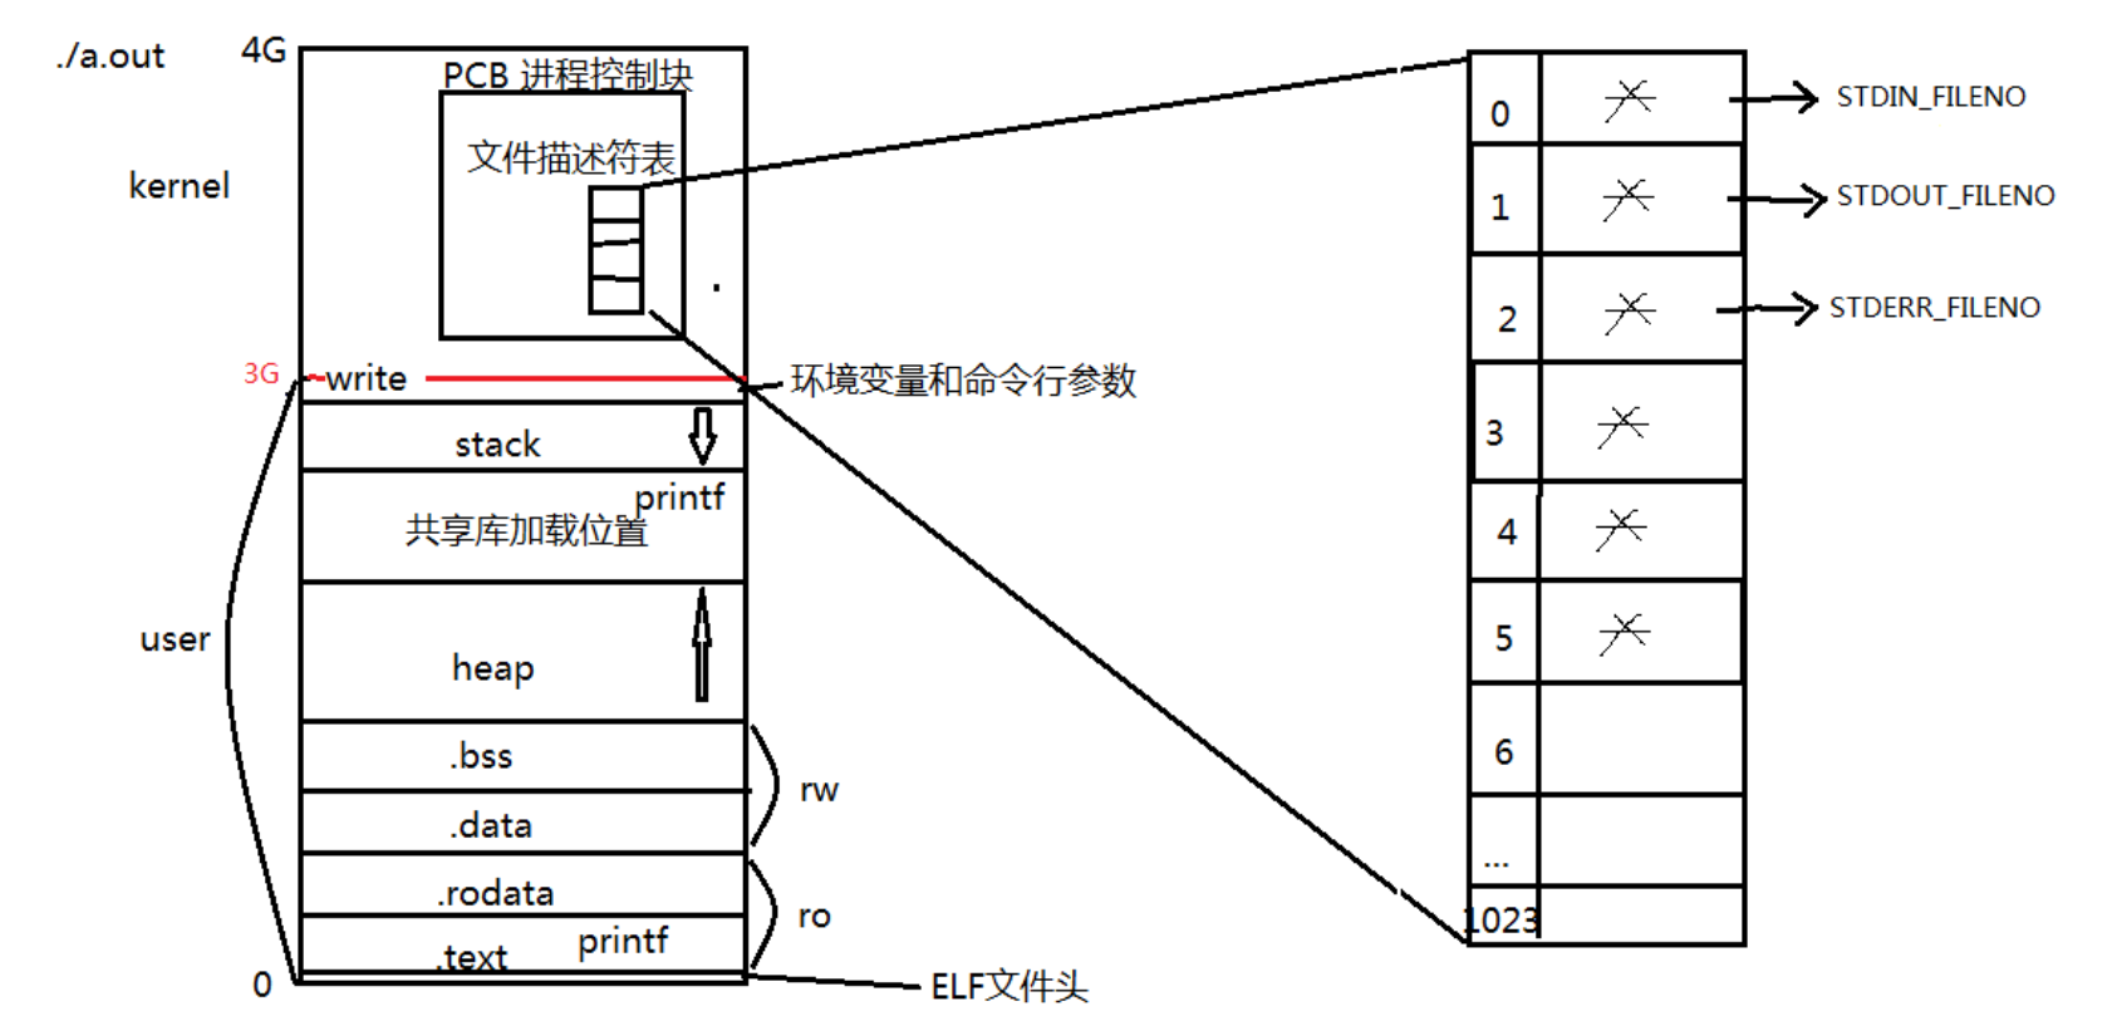 ./a.out
4G
PCB 进程控制块
文件描述符表
kernel
3G
write
环境变量和命令行参数
stack
printf
共享库加载位置
user
heap
.bss
rw
.data
.rodata
ro
printf
.text
0
ELF文件头
0
STDIN_FILENO
1
STDOUT_FILENO
2
STDERR_FILENO
3
4
5
6
...
1023